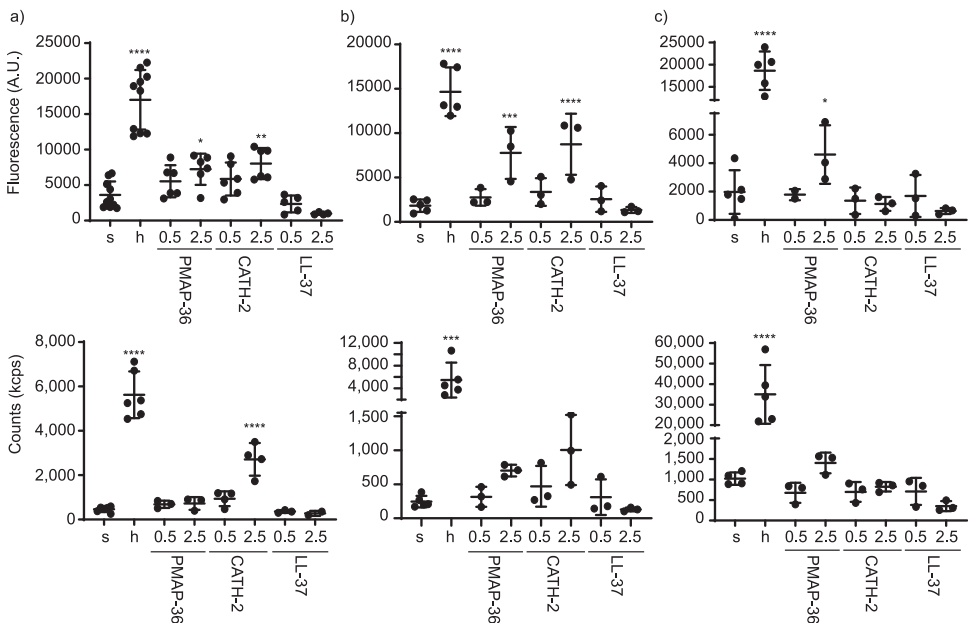 a)
b)
c)
Fluorescence (A.U.)
25000
20000
15000
10000
5000
0
****
*
**
s h 0.5 2.5 0.5 2.5 0.5 2.5
PMAP-36
CATH-2
LL-37
20000
15000
10000
5000
0
****
***
****
s h 0.5 2.5 0.5 2.5 0.5 2.5
PMAP-36
CATH-2
LL-37
25000
20000
15000
6000
4000
2000
0
****
*
s h 0.5 2.5 0.5 2.5 0.5 2.5
PMAP-36
CATH-2
LL-37
Counts (kcps)
8,000
6,000
4,000
2,000
0
****
****
s h 0.5 2.5 0.5 2.5 0.5 2.5
PMAP-36
CATH-2
LL-37
12,000
8,000
4,000
1,500
1,000
500
0
***
s h 0.5 2.5 0.5 2.5 0.5 2.5
PMAP-36
CATH-2
LL-37
60,000
50,000
40,000
30,000
20,000
2,000
1,500
1,000
500
0
****
s h 0.5 2.5 0.5 2.5 0.5 2.5
PMAP-36
CATH-2
LL-37